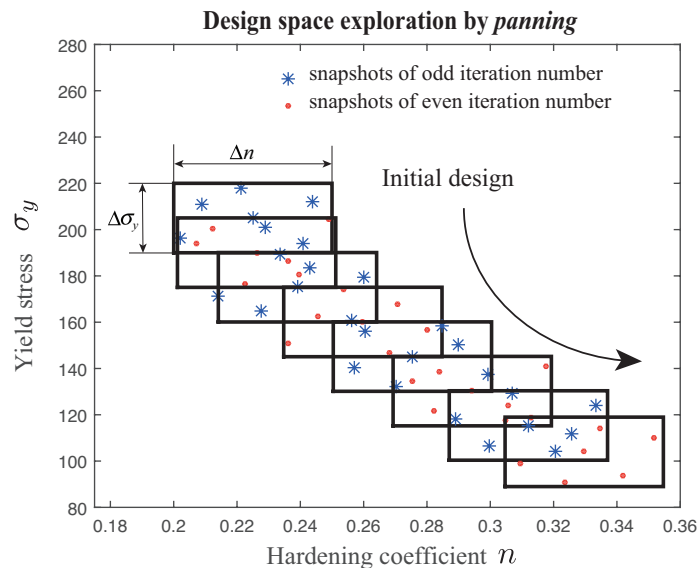 Design space exploration by panning
snapshots of odd iteration number
snapshots of even iteration number
Δn
Δσy
Initial design
Yield stress σy
280
260
240
220
200
180
160
140
120
100
80
0.18
0.2
0.22
0.24
0.26
0.28
0.3
0.32
0.34
0.36
Hardening coefficient n